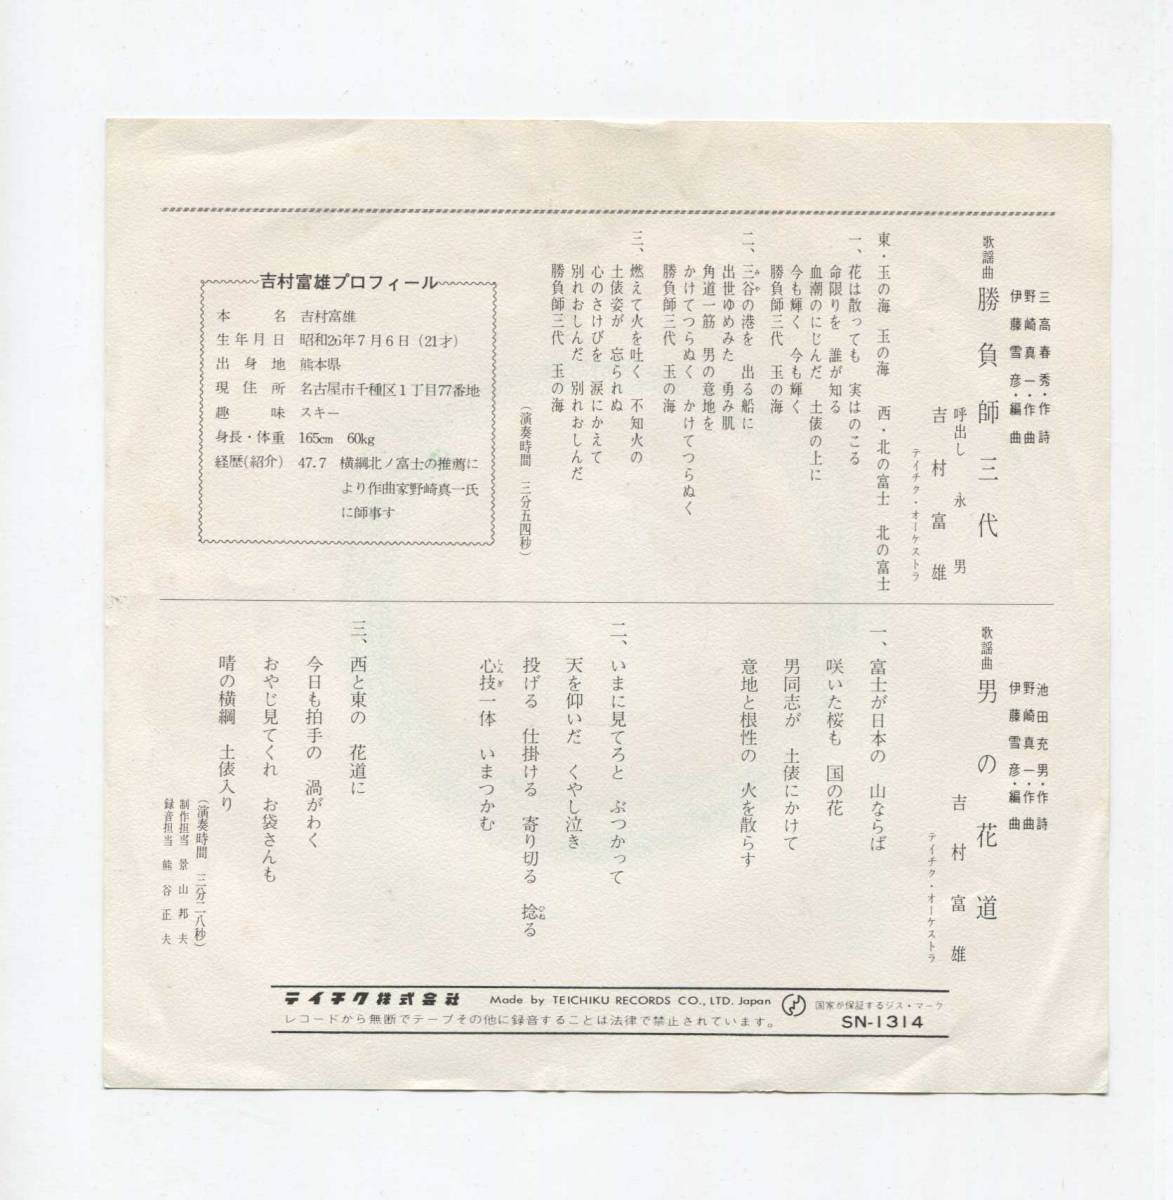 三高春秀・作詩
野崎真一・作曲
伊藤雪彦・編曲
歌謡曲 勝負師三代
呼出し 永男
吉村富雄
テイチク・オーケストラ
東・玉の海 玉の海 西・北の富士 北の富士
一、花は散っても 実はのこる
命限りを 誰が知る
血潮のにじんだ 土俵の上に
今も輝く 今も輝く
勝負師三代 玉の海
二、三谷の港を 出る船に
みや
出世ゆめみた 勇み肌
角道一筋 男の意地を
かけてつらぬく かけてつらぬく
勝負師三代 玉の海
三、燃えて火を吐く 不知火の
土俵姿が 忘られぬ
心のさけびを 涙にかえて
別れおしんだ 別れおしんだ
勝負師三代 玉の海
(演奏時間 三分五四秒)
吉村富雄プロフィール
本名 吉村富雄
生年月日 昭和26年7月6日(21才)
出身地 熊本県
現住所 名古屋市千種区1丁目77番地
趣味 スキー
身長・体重 165cm 60kg
経歴(紹介) 47.7 横綱北ノ富士の推薦に
より作曲家野崎真一氏
に師事す
池田充男・作詩
野崎真一・作曲
伊藤雪彦・編曲
歌謡曲 男の花道
吉村富雄
テイチク・オーケストラ
一、富士が日本の 山ならば
咲いた桜も 国の花
男同志が 土俵にかけて
意地と根性の 火を散らす
二、いまに見てろと ぶつかって
天を仰いだ くやし泣き
投げる 仕掛ける 寄り切る 捻る
ひね
心技一体 いまつかむ
しんぎ
三、西と東の 花道に
今日も拍手の 渦がわく
おやじ見てくれ お袋さんも
晴の横綱 土俵入り
(演奏時間 三分二八秒)
制作担当 景山邦夫
録音担当 熊谷正夫
テイチク株式会社 Made by TEICHIKU RECORDS CO., LTD. Japan 国家が保証するジス・マーク
レコードから無断でテープその他に録音することは法律で禁止されています。 SN-1314